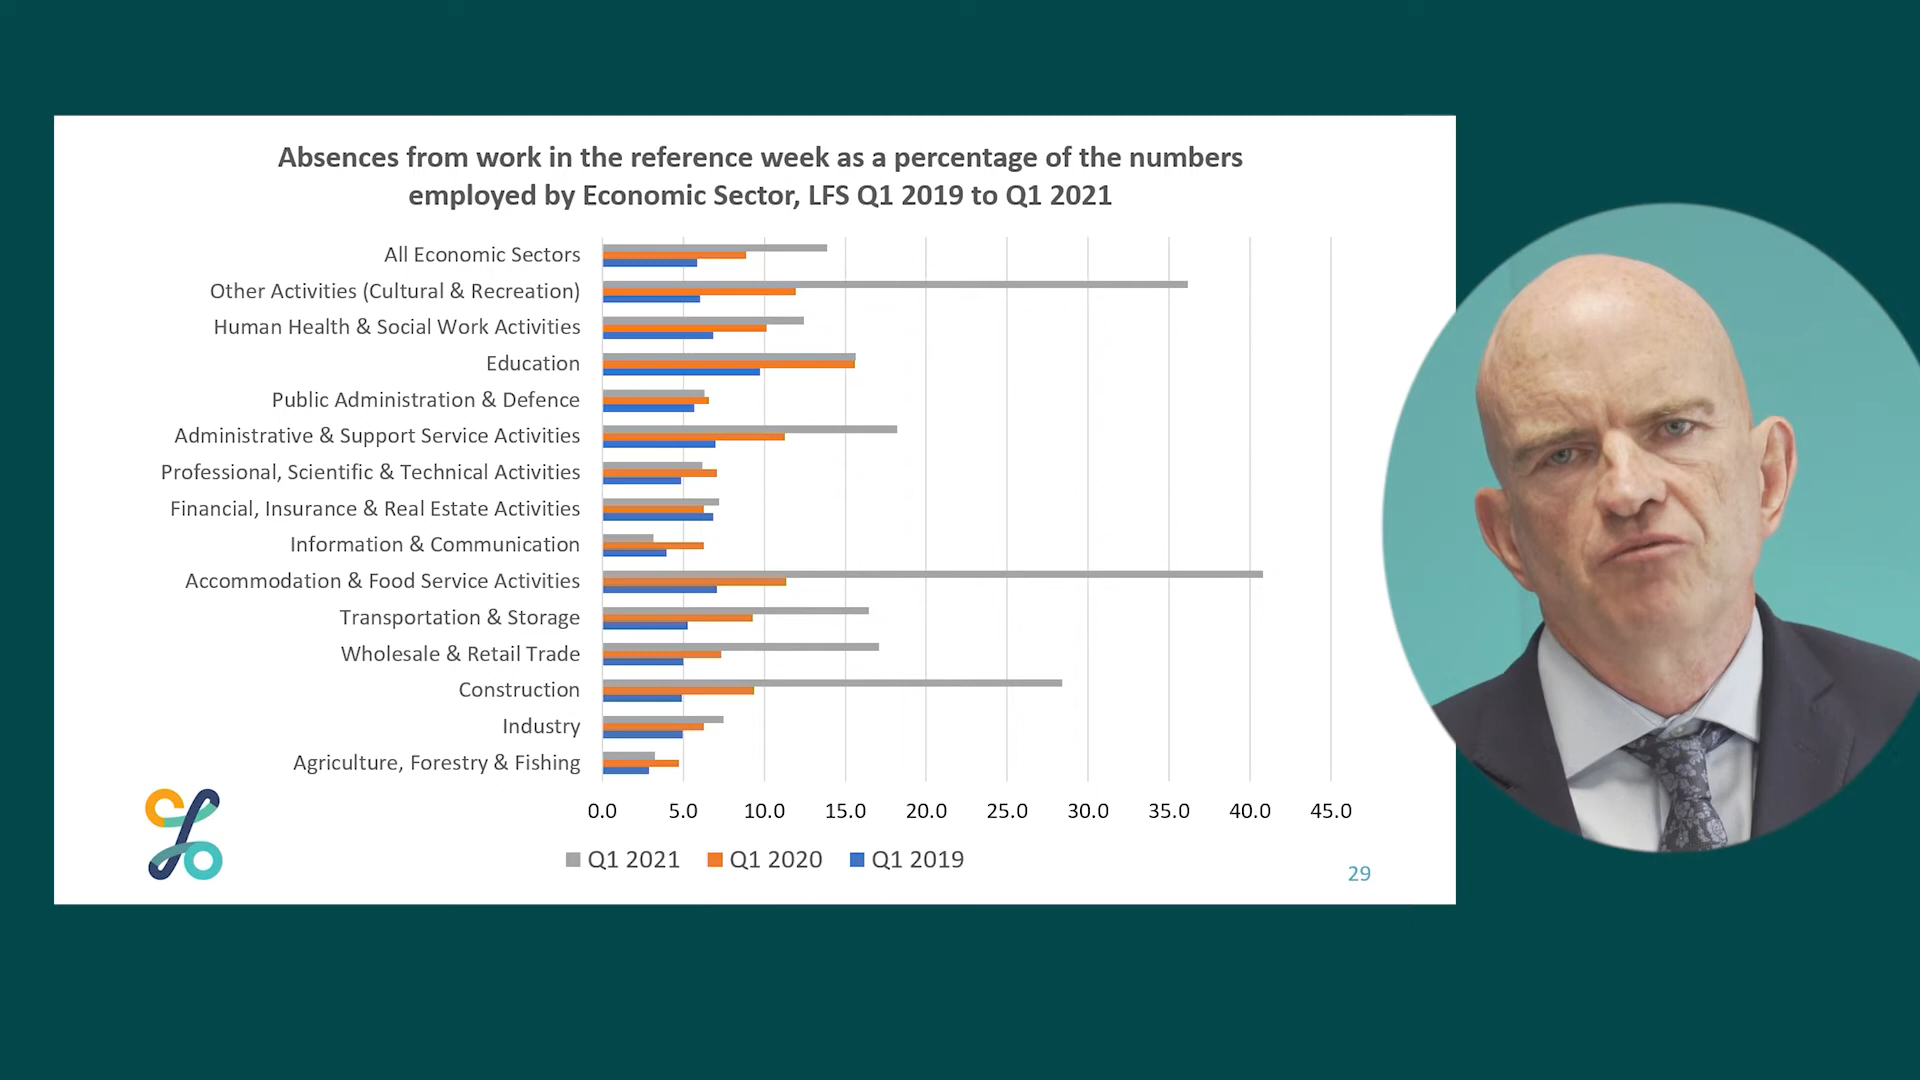 Absences from work in the reference week as a percentage of the numbers
employed by Economic Sector, LFS Q1 2019 to Q1 2021
All Economic Sectors
Other Activities (Cultural & Recreation)
Human Health & Social Work Activities
Education
Public Administration & Defence
Administrative & Support Service Activities
Professional, Scientific & Technical Activities
Financial, Insurance & Real Estate Activities
Information & Communication
Accommodation & Food Service Activities
Transportation & Storage
Wholesale & Retail Trade
Construction
Industry
Agriculture, Forestry & Fishing
0.0 5.0 10.0 15.0 20.0 25.0 30.0 35.0 40.0 45.0
Q1 2021 Q1 2020 Q1 2019
29